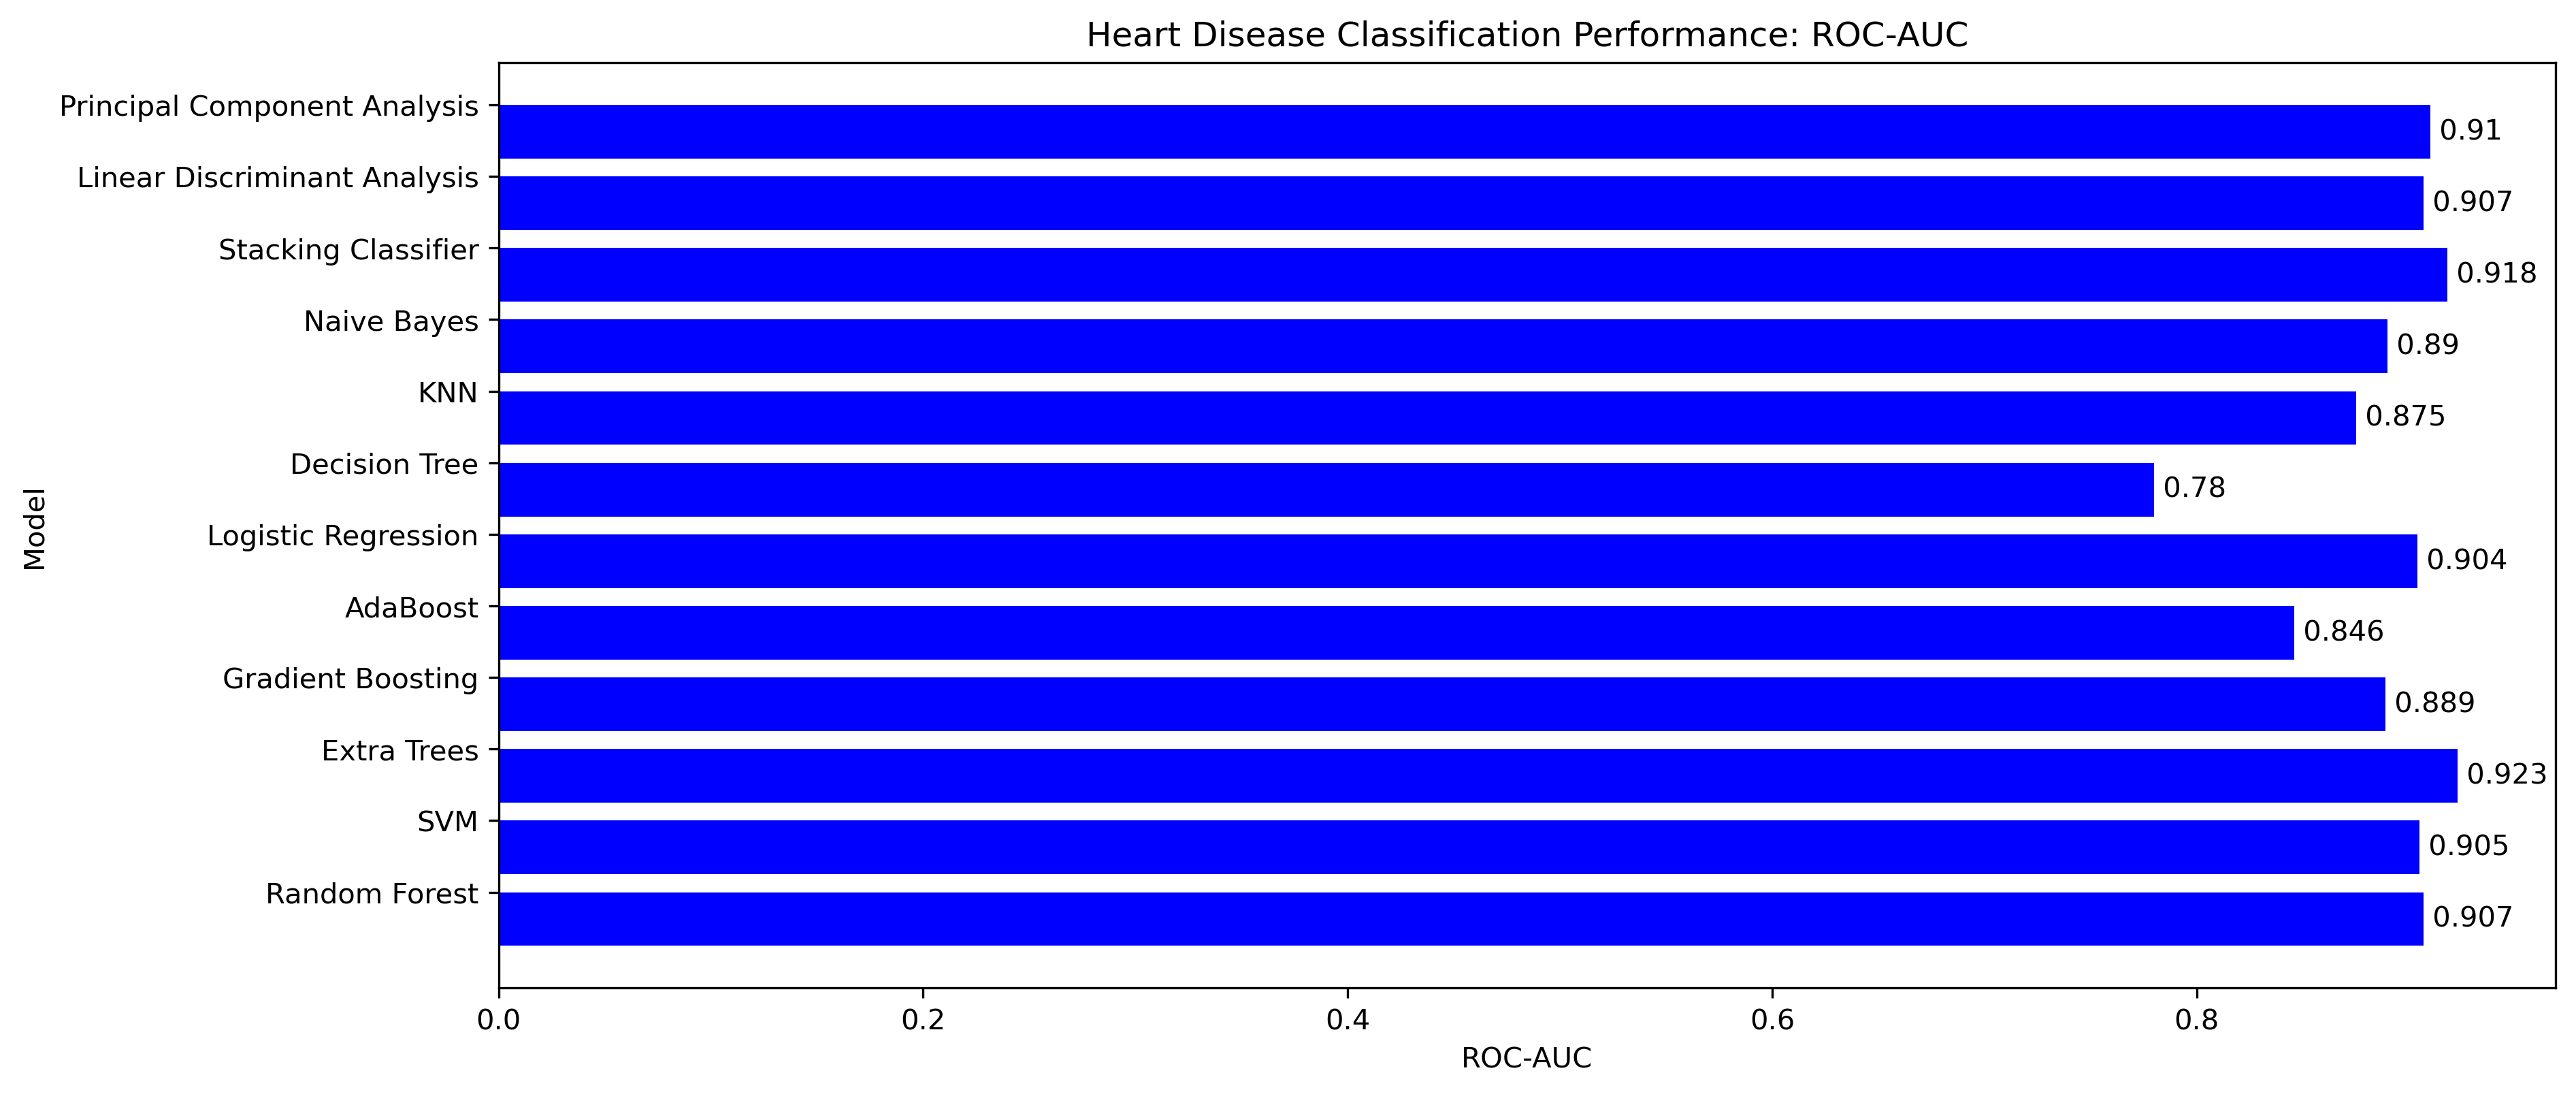 Heart Disease Classification Performance: ROC-AUC
Principal Component Analysis
0.91
Linear Discriminant Analysis
0.907
Stacking Classifier
0.918
Naive Bayes
0.89
KNN
0.875
Decision Tree
0.78
Logistic Regression
0.904
AdaBoost
0.846
Gradient Boosting
0.889
Extra Trees
0.923
SVM
0.905
Random Forest
0.907
Model
0.0 0.2 0.4 0.6 0.8
ROC-AUC